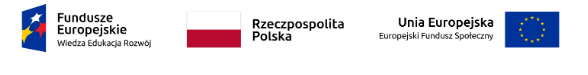 Fundusze
Europejskie
Wiedza Edukacja Rozwój
Rzeczpospolita
Polska
Unia Europejska
Europejski Fundusz Społeczny